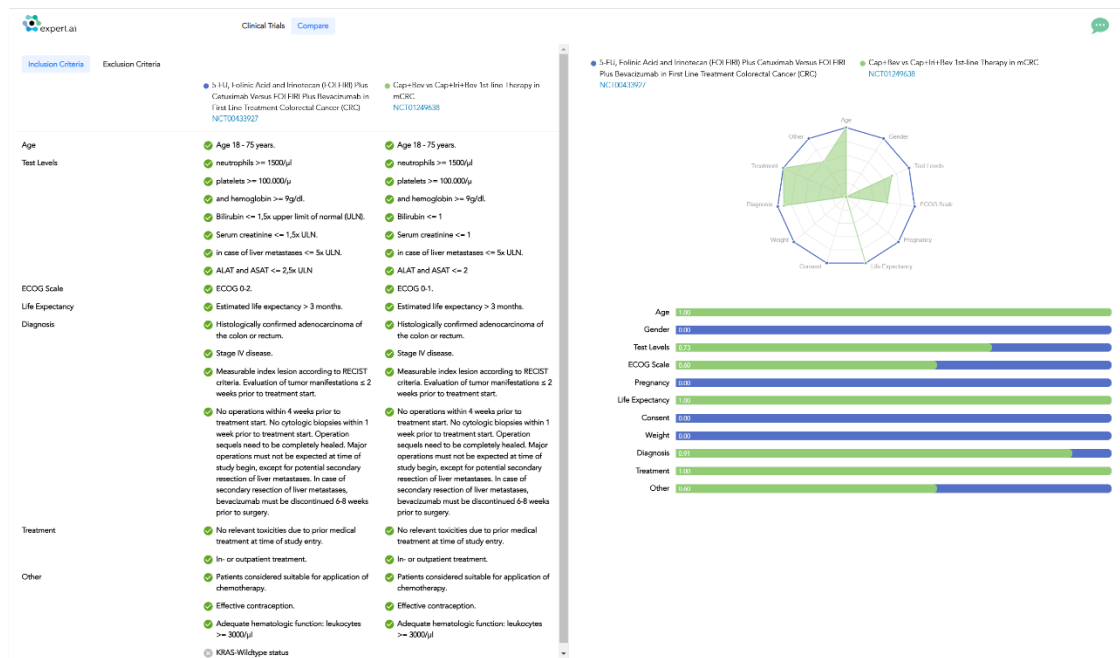 expert.ai
Clinical Trials Compare
Inclusion Criteria Exclusion Criteria
5-FU, Folinic Acid and Irinotecan (FOLFIRI) Plus
Cetuximab Versus FOLFIRI Plus Bevacizumab in
First Line Treatment Colorectal Cancer (CRC)
NCT00433927
Cap+Bev vs Cap+Iri+Bev 1st-line Therapy in
mCRC
NCT01249638
Age
Age 18 - 75 years.
Age 18 - 75 years.
Test Levels
neutrophils >= 1500/µl
neutrophils >= 1500/µl
platelets >= 100.000/µ
platelets >= 100.000/µ
and hemoglobin >= 9g/dl.
and hemoglobin >= 9g/dl.
Bilirubin <= 1,5x upper limit of normal (ULN).
Bilirubin <= 1
Serum creatinine <= 1,5x ULN.
Serum creatinine <= 1
in case of liver metastases <= 5x ULN.
in case of liver metastases <= 5x ULN.
ALAT and ASAT <= 2,5x ULN
ALAT and ASAT <= 2
ECOG Scale
ECOG 0-2.
ECOG 0-1.
Life Expectancy
Estimated life expectancy > 3 months.
Estimated life expectancy > 3 months.
Diagnosis
Histologically confirmed adenocarcinoma of
the colon or rectum.
Histologically confirmed adenocarcinoma of
the colon or rectum.
Stage IV disease.
Stage IV disease.
Measurable index lesion according to RECIST
criteria. Evaluation of tumor manifestations ≤ 2
weeks prior to treatment start.
Measurable index lesion according to RECIST
criteria. Evaluation of tumor manifestations ≤ 2
weeks prior to treatment start.
No operations within 4 weeks prior to
treatment start. No cytologic biopsies within 1
week prior to treatment start. Operation
sequels need to be completely healed. Major
operations must not be expected at time of
study begin, except for potential secondary
resection of liver metastases. In case of
secondary resection of liver metastases,
bevacizumab must be discontinued 6-8 weeks
prior to surgery.
No operations within 4 weeks prior to
treatment start. No cytologic biopsies within 1
week prior to treatment start. Operation
sequels need to be completely healed. Major
operations must not be expected at time of
study begin, except for potential secondary
resection of liver metastases. In case of
secondary resection of liver metastases,
bevacizumab must be discontinued 6-8 weeks
prior to surgery.
Treatment
No relevant toxicities due to prior medical
treatment at time of study entry.
No relevant toxicities due to prior medical
treatment at time of study entry.
In- or outpatient treatment.
In- or outpatient treatment.
Other
Patients considered suitable for application of
chemotherapy.
Patients considered suitable for application of
chemotherapy.
Effective contraception.
Effective contraception.
Adequate hematologic function: leukocytes
>= 3000/µl
Adequate hematologic function: leukocytes
>= 3000/µl
KRAS-Wildtype status
5-FU, Folinic Acid and Irinotecan (FOLFIRI) Plus Cetuximab Versus FOLFIRI
Plus Bevacizumab in First Line Treatment Colorectal Cancer (CRC)
NCT00433927
Cap+Bev vs Cap+Iri+Bev 1st-line Therapy in mCRC
NCT01249638
Age
Gender
Test Levels
ECOG Scale
Pregnancy
Life Expectancy
Consent
Weight
Diagnosis
Treatment
Other
Age 1.00
Gender 0.00
Test Levels 0.73
ECOG Scale 0.60
Pregnancy 0.00
Life Expectancy 1.00
Consent 0.00
Weight 0.00
Diagnosis 0.91
Treatment 1.00
Other 0.60